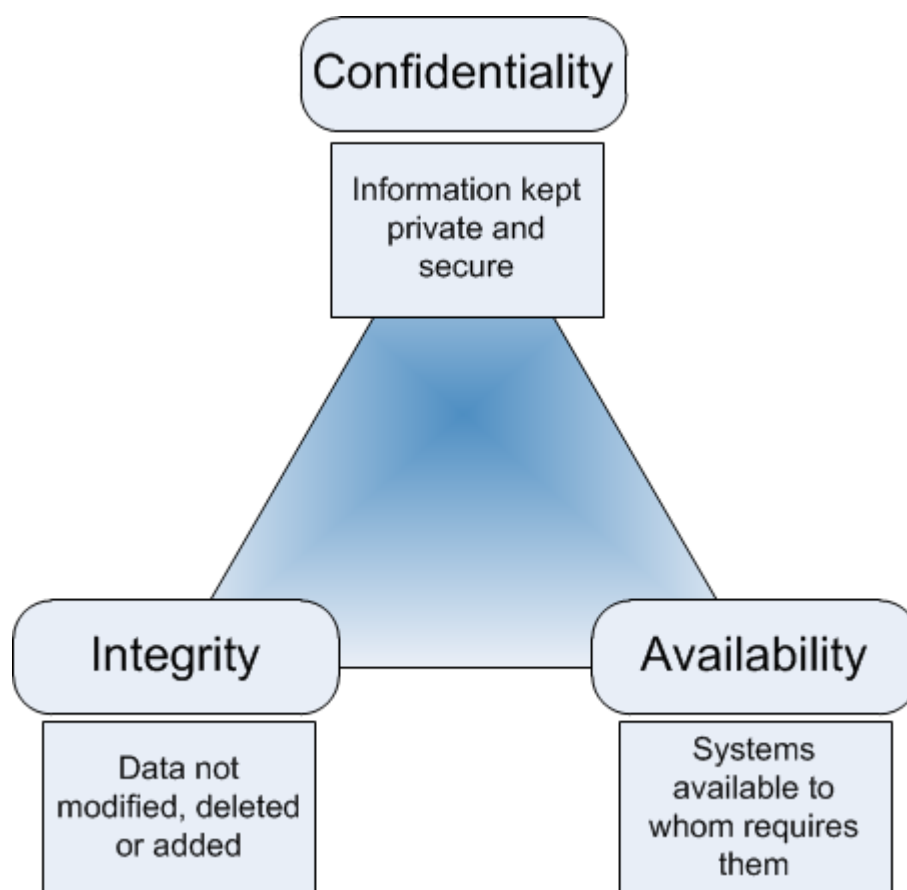 Confidentiality
Information kept
private and
secure
Integrity
Data not
modified, deleted
or added
Availability
Systems
available to
whom requires
them